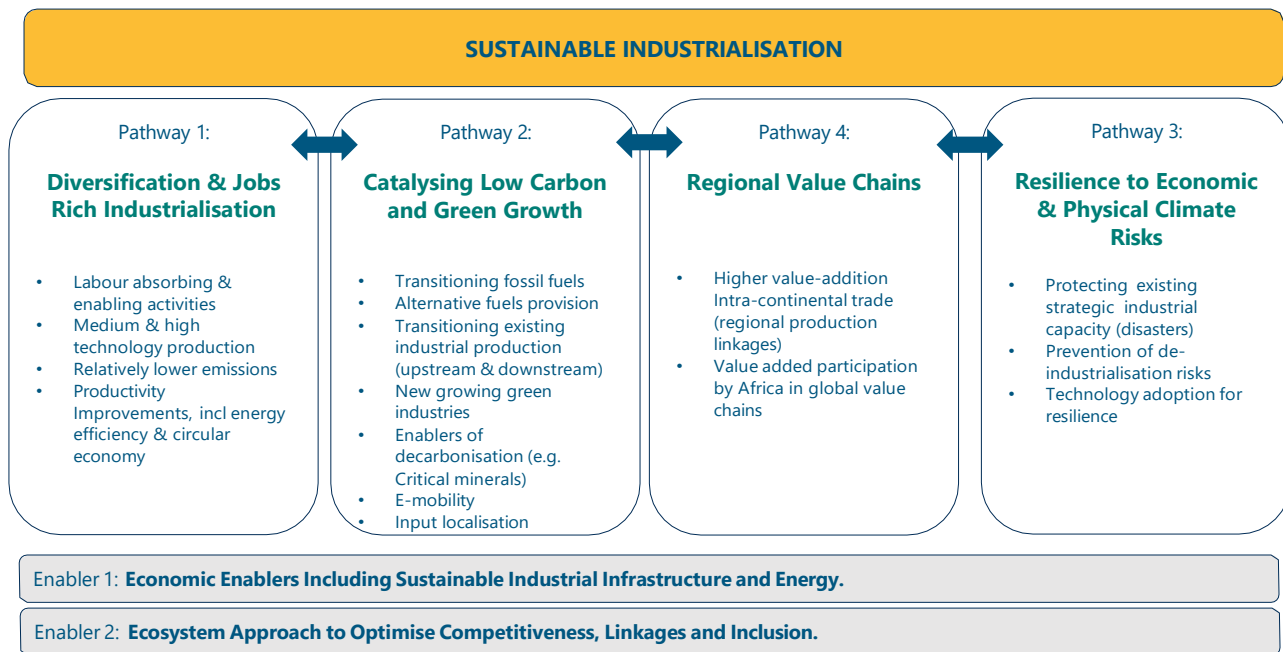 SUSTAINABLE INDUSTRIALISATION
Pathway 1:
Diversification & Jobs
Rich Industrialisation
• Labour absorbing &
enabling activities
• Medium & high
technology production
• Relatively lower emissions
• Productivity
Improvements, incl energy
efficiency & circular
economy
Pathway 2:
Catalysing Low Carbon
and Green Growth
• Transitioning fossil fuels
• Alternative fuels provision
• Transitioning existing
industrial production
(upstream & downstream)
• New growing green
industries
• Enablers of
decarbonisation (e.g.
Critical minerals)
• E-mobility
• Input localisation
Pathway 4:
Regional Value Chains
• Higher value-addition
Intra-continental trade
(regional production
linkages)
• Value added participation
by Africa in global value
chains
Pathway 3:
Resilience to Economic
& Physical Climate
Risks
• Protecting existing
strategic industrial
capacity (disasters)
• Prevention of de-
industrialisation risks
• Technology adoption for
resilience
Enabler 1: Economic Enablers Including Sustainable Industrial Infrastructure and Energy.
Enabler 2: Ecosystem Approach to Optimise Competitiveness, Linkages and Inclusion.